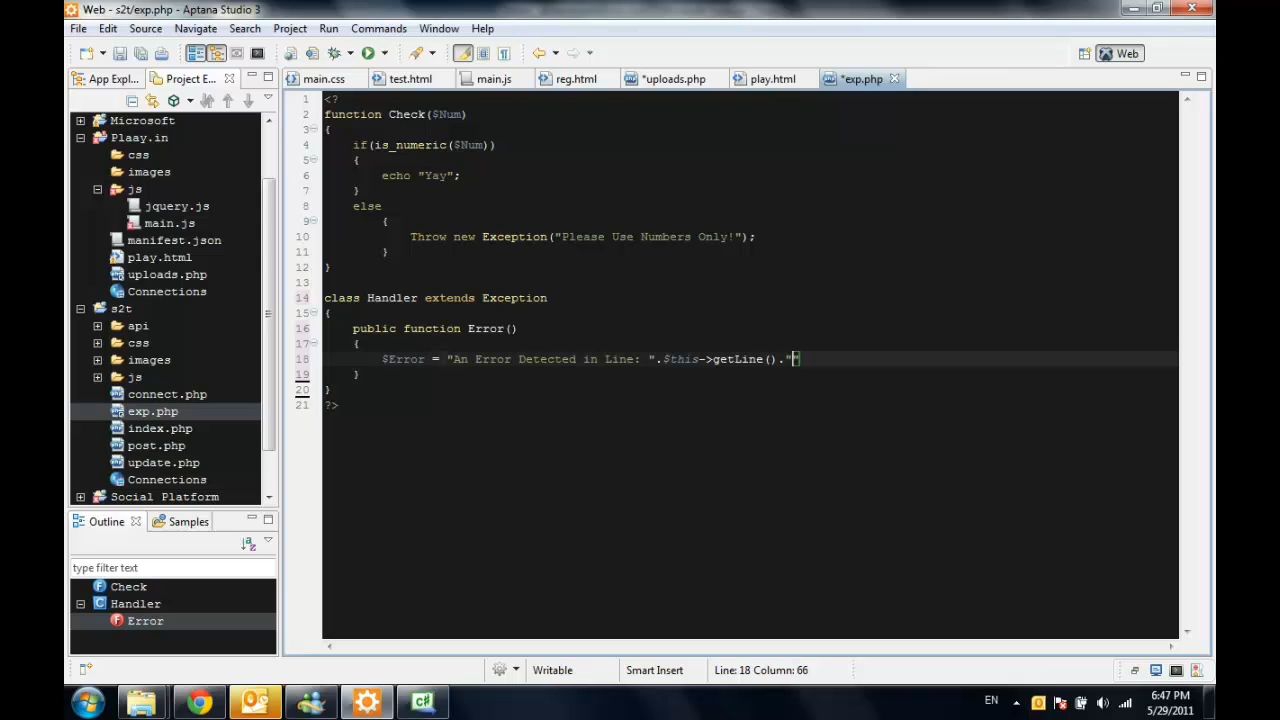 Web - s2t/exp.php - Aptana Studio 3
File Edit Source Navigate Search Project Run Commands Window Help
Web
App Expl... Project E...
main.css test.html main.js reg.html *uploads.php play.html *exp.php
Microsoft
Plaay.in
css
images
js
jquery.js
main.js
manifest.json
play.html
uploads.php
Connections
s2t
api
css
images
js
connect.php
exp.php
index.php
post.php
update.php
Connections
Social Platform
Outline Samples
type filter text
Check
Handler
Error
1 <?
2 function Check($Num)
3 {
4 if(is_numeric($Num))
5 {
6 echo "Yay";
7 }
8 else
9 {
10 Throw new Exception("Please Use Numbers Only!");
11 }
12 }
13
14 class Handler extends Exception
15 {
16 public function Error()
17 {
18 $Error = "An Error Detected in Line: ".$this->getLine().""
19 }
20 }
21 ?>
Writable Smart Insert Line: 18 Column: 66
EN 6:47 PM
5/29/2011